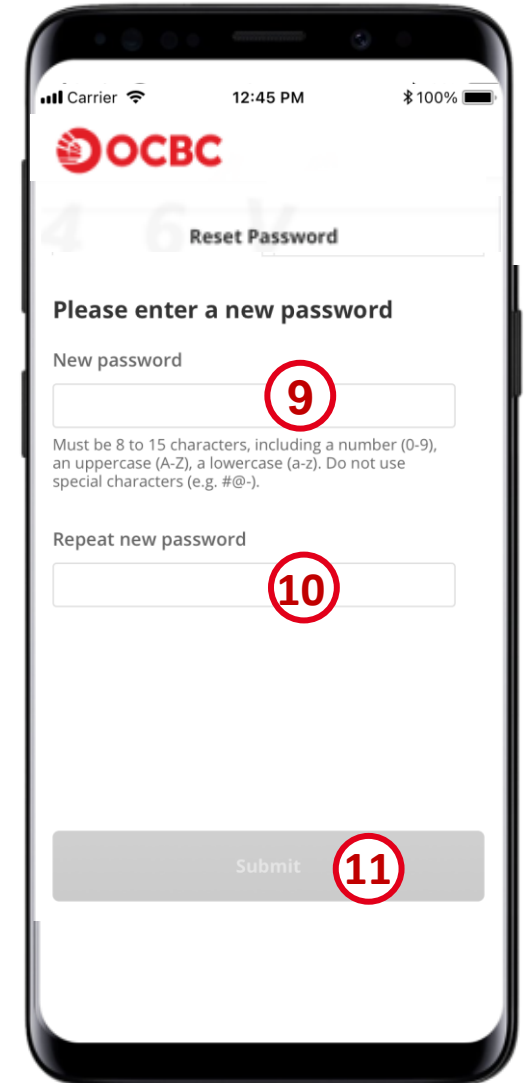 Carrier 12:45 PM 100%
OCBC
4 6 V
Reset Password
Please enter a new password
New password
9
Must be 8 to 15 characters, including a number (0-9),
an uppercase (A-Z), a lowercase (a-z). Do not use
special characters (e.g. #@-).
Repeat new password
10
Submit
11